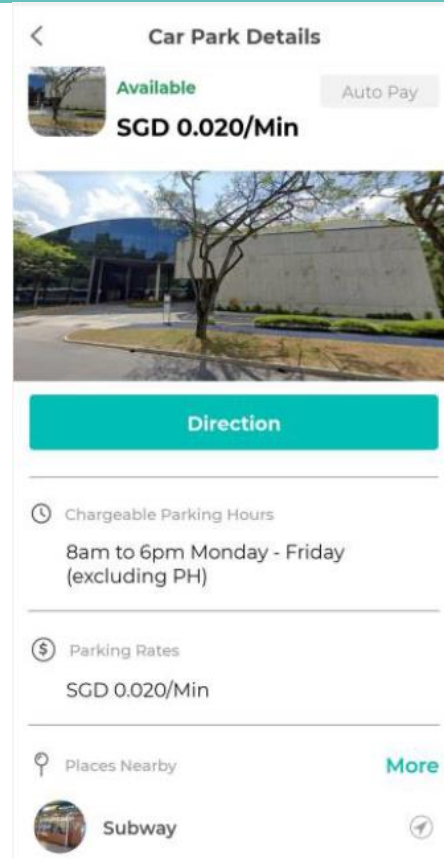 Car Park Details
Available
Auto Pay
SGD 0.020/Min
Direction
Chargeable Parking Hours
8am to 6pm Monday - Friday
(excluding PH)
Parking Rates
SGD 0.020/Min
Places Nearby
More
Subway